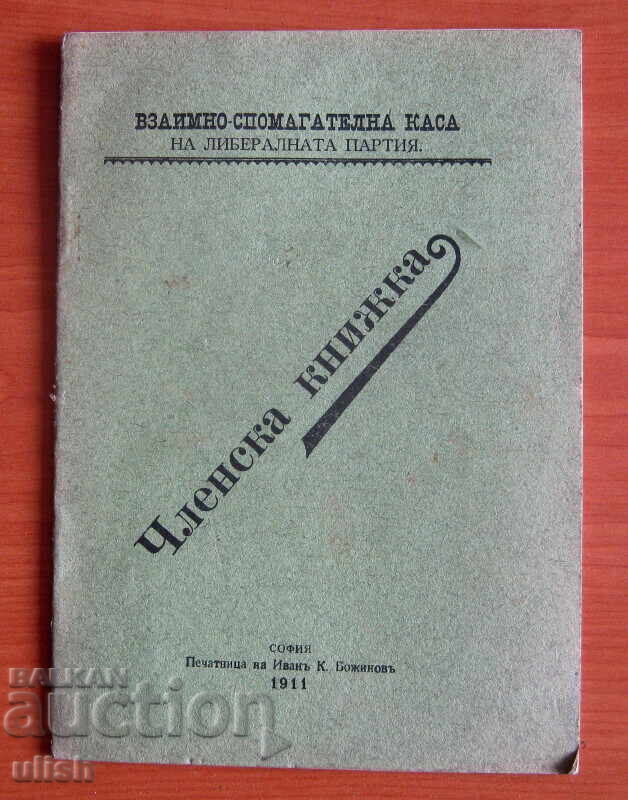 ВЗАИМНО-СПОМАГАТЕЛНА КАСА
НА ЛИБЕРАЛНАТА ПАРТИЯ.
Членска книжка
СОФИЯ
Печатница на Иванъ К. Божиновъ
1911
BALKAN
auction
ulish